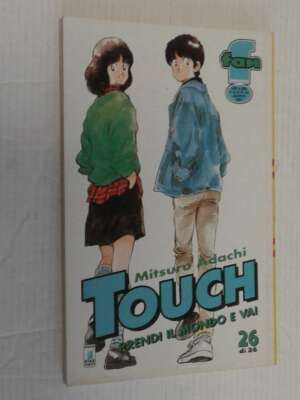 fan
Mitsuru Adachi
TOUCH
PRENDI IL MONDO E VAI
26
di 26